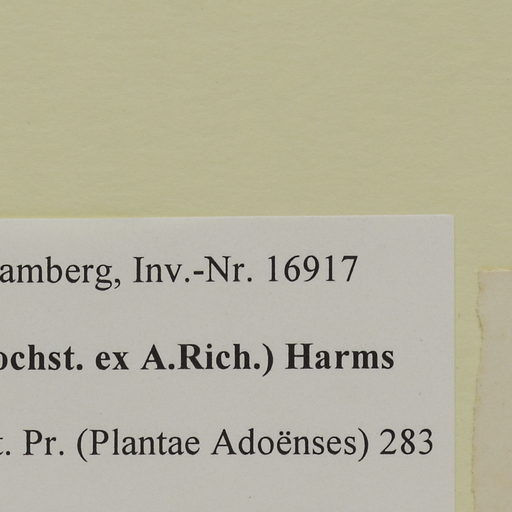 amberg, Inv.-Nr. 16917
ochst. ex A.Rich.) Harms
t. Pr. (Plantae Adoënses) 283